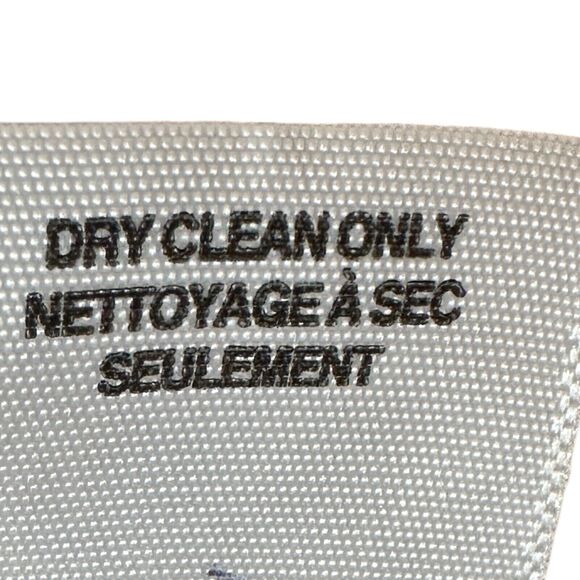 DRY CLEAN ONLY
NETTOYAGE À SEC
SEULEMENT